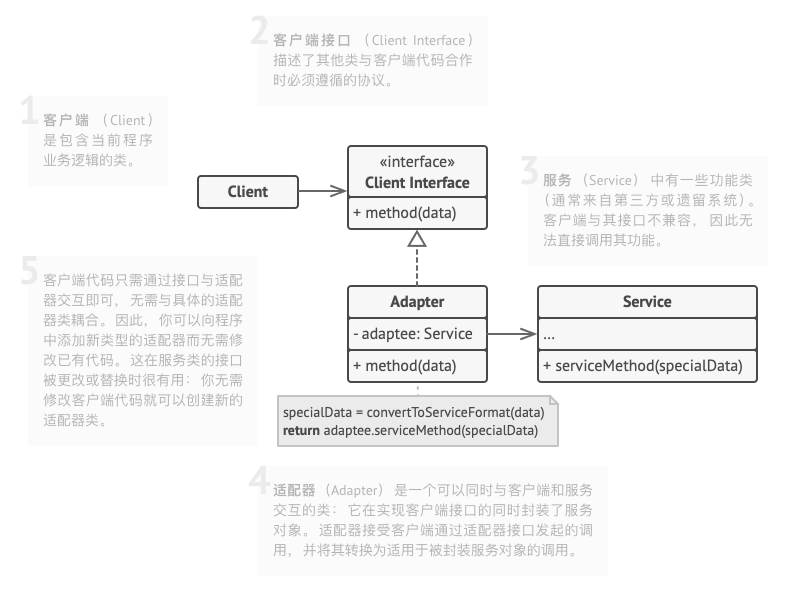 2
客户端接口 （Client Interface）
描述了其他类与客户端代码合作
时必须遵循的协议。
1
客户端 （Client）
是包含当前程序
业务逻辑的类。
«interface»
Client Interface
+ method(data)
Client
3
服务 （Service） 中有一些功能类
（通常来自第三方或遗留系统）。
客户端与其接口不兼容， 因此无
法直接调用其功能。
5
客户端代码只需通过接口与适配
器交互即可， 无需与具体的适配
器类耦合。 因此， 你可以向程序
中添加新类型的适配器而无需修
改已有代码。 这在服务类的接口
被更改或替换时很有用： 你无需
修改客户端代码就可以创建新的
适配器类。
Adapter
- adaptee: Service
+ method(data)
Service
...
+ serviceMethod(specialData)
specialData = convertToServiceFormat(data)
return adaptee.serviceMethod(specialData)
4
适配器 （Adapter） 是一个可以同时与客户端和服务
交互的类： 它在实现客户端接口的同时封装了服务
对象。 适配器接受客户端通过适配器接口发起的调
用， 并将其转换为适用于被封装服务对象的调用。